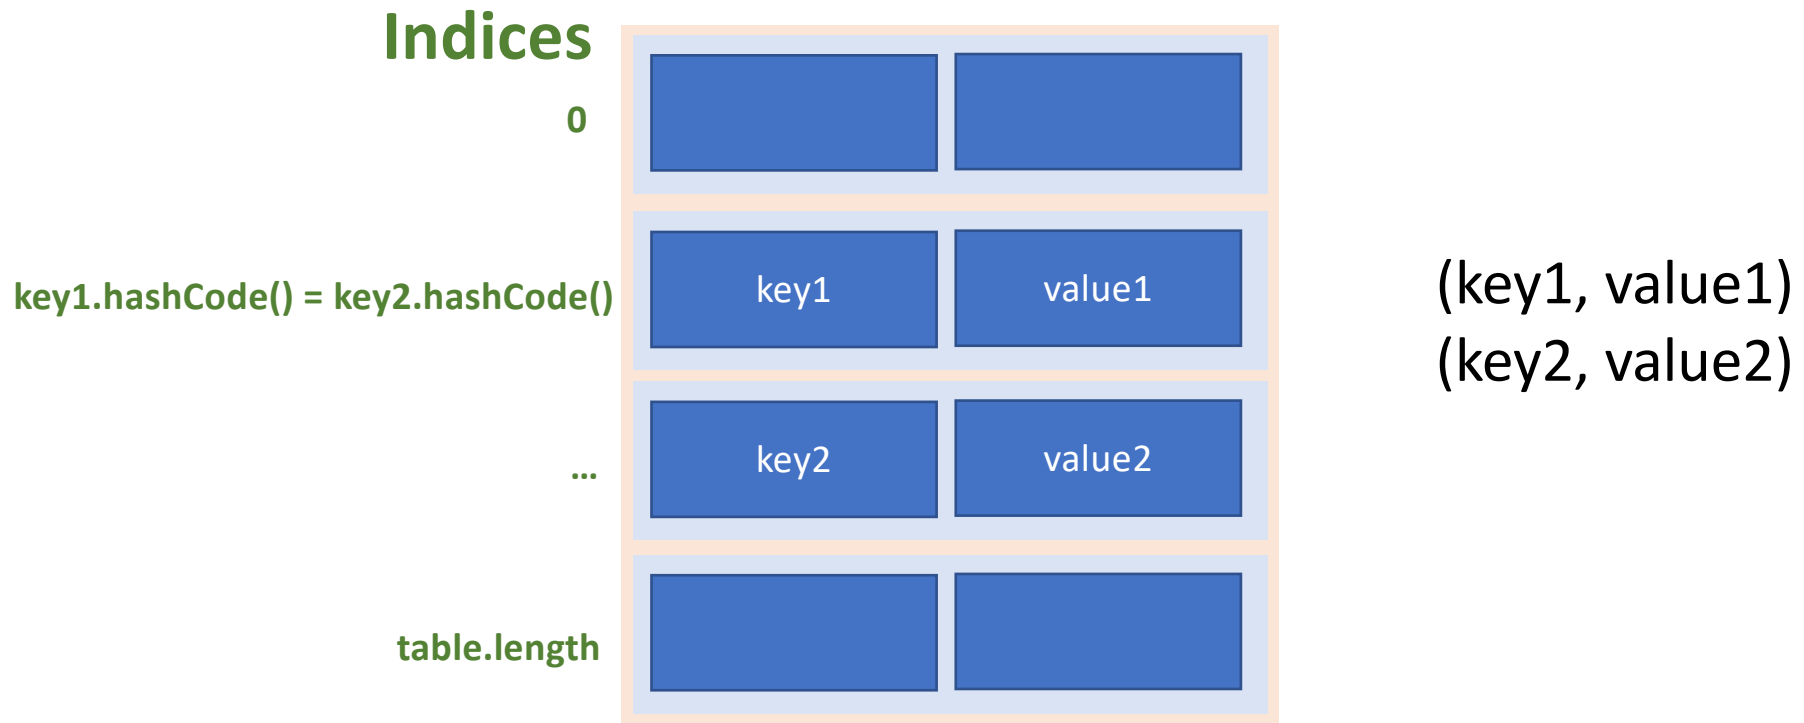 Indices
0
key1.hashCode() = key2.hashCode()
key1
value1
(key1, value1)
(key2, value2)
...
key2
value2
table.length